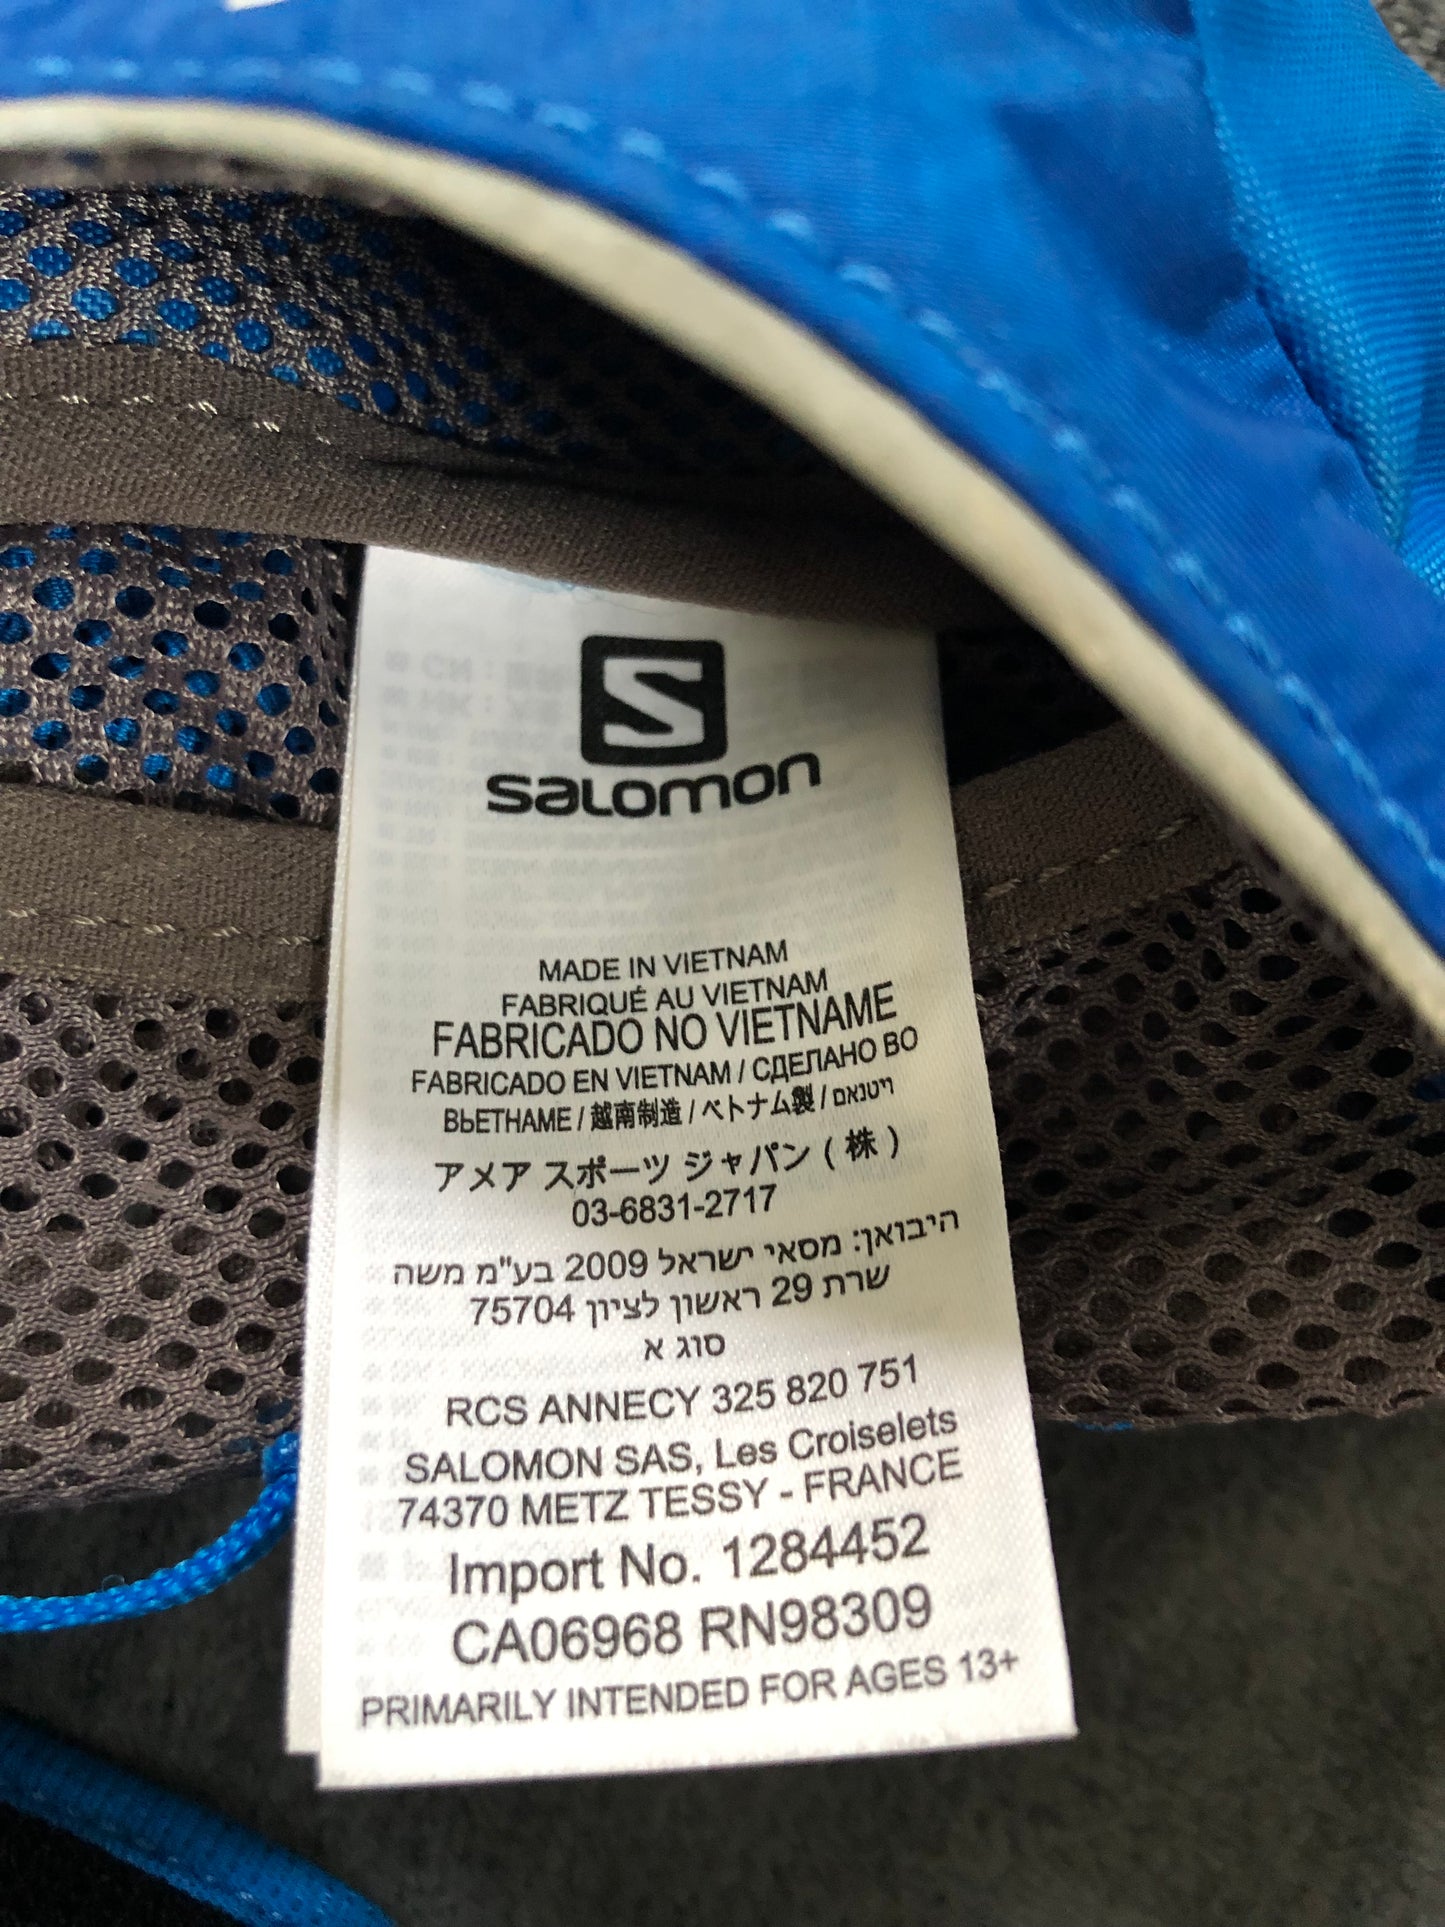 S
salomon
MADE IN VIETNAM
FABRIQUÉ AU VIETNAM
FABRICADO NO VIETNAME
FABRICADO EN VIETNAM / СДЕЛАНО ВО
ВЬЕТНАМЕ / 越南制造 / ベトナム製 / וייטנאם
アメア スポーツ ジャパン ( 株 )
03-6831-2717
היבואן: מסאי ישראל 2009 בע"מ משה
שרת 29 ראשון לציון 75704
סוג א
RCS ANNECY 325 820 751
SALOMON SAS, Les Croiselets
74370 METZ TESSY - FRANCE
Import No. 1284452
CA06968 RN98309
PRIMARILY INTENDED FOR AGES 13+